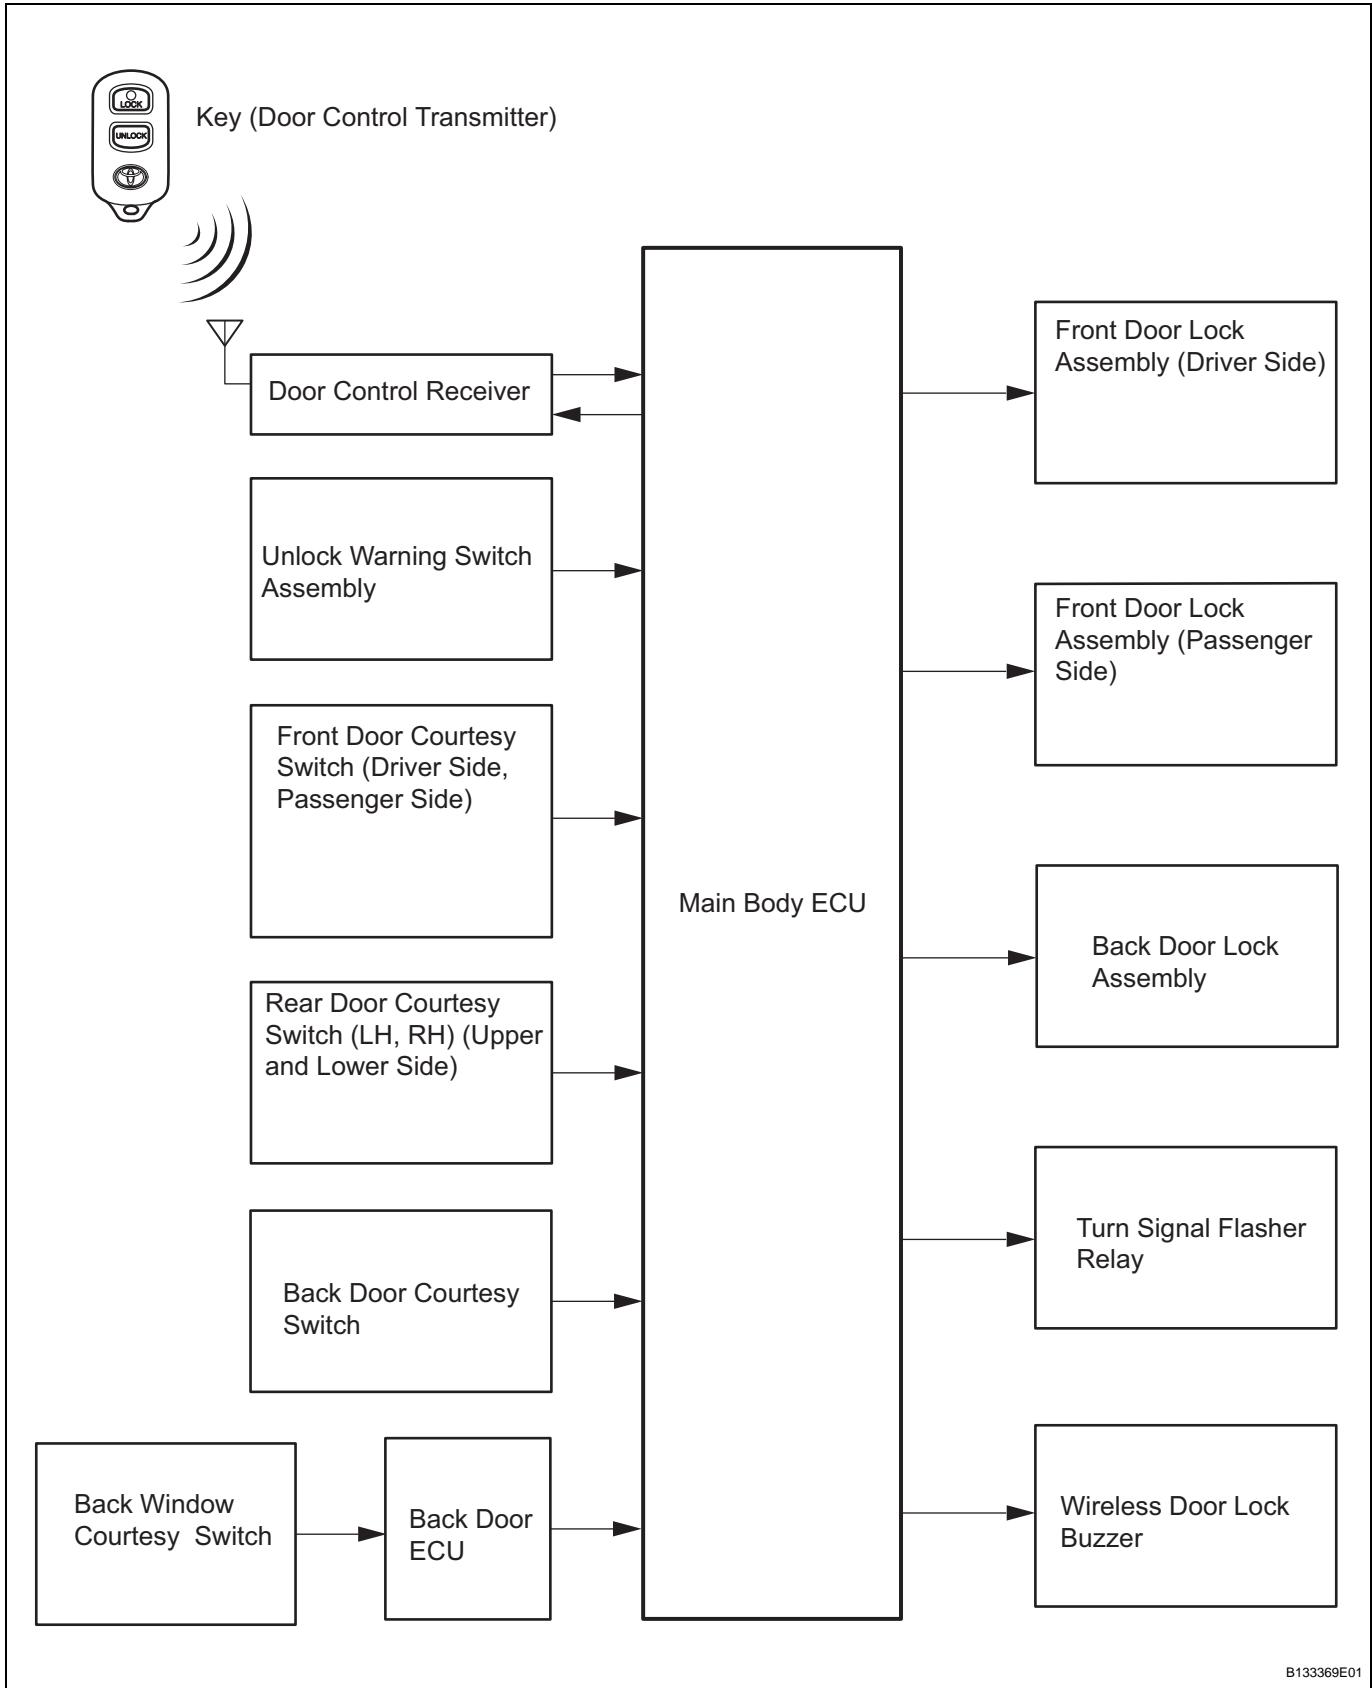 LOCK
UNLOCK
Key (Door Control Transmitter)
Door Control Receiver
Unlock Warning Switch
Assembly
Front Door Courtesy
Switch (Driver Side,
Passenger Side)
Rear Door Courtesy
Switch (LH, RH) (Upper
and Lower Side)
Back Door Courtesy
Switch
Back Window
Courtesy Switch
Back Door
ECU
Main Body ECU
Front Door Lock
Assembly (Driver Side)
Front Door Lock
Assembly (Passenger
Side)
Back Door Lock
Assembly
Turn Signal Flasher
Relay
Wireless Door Lock
Buzzer
B133369E01